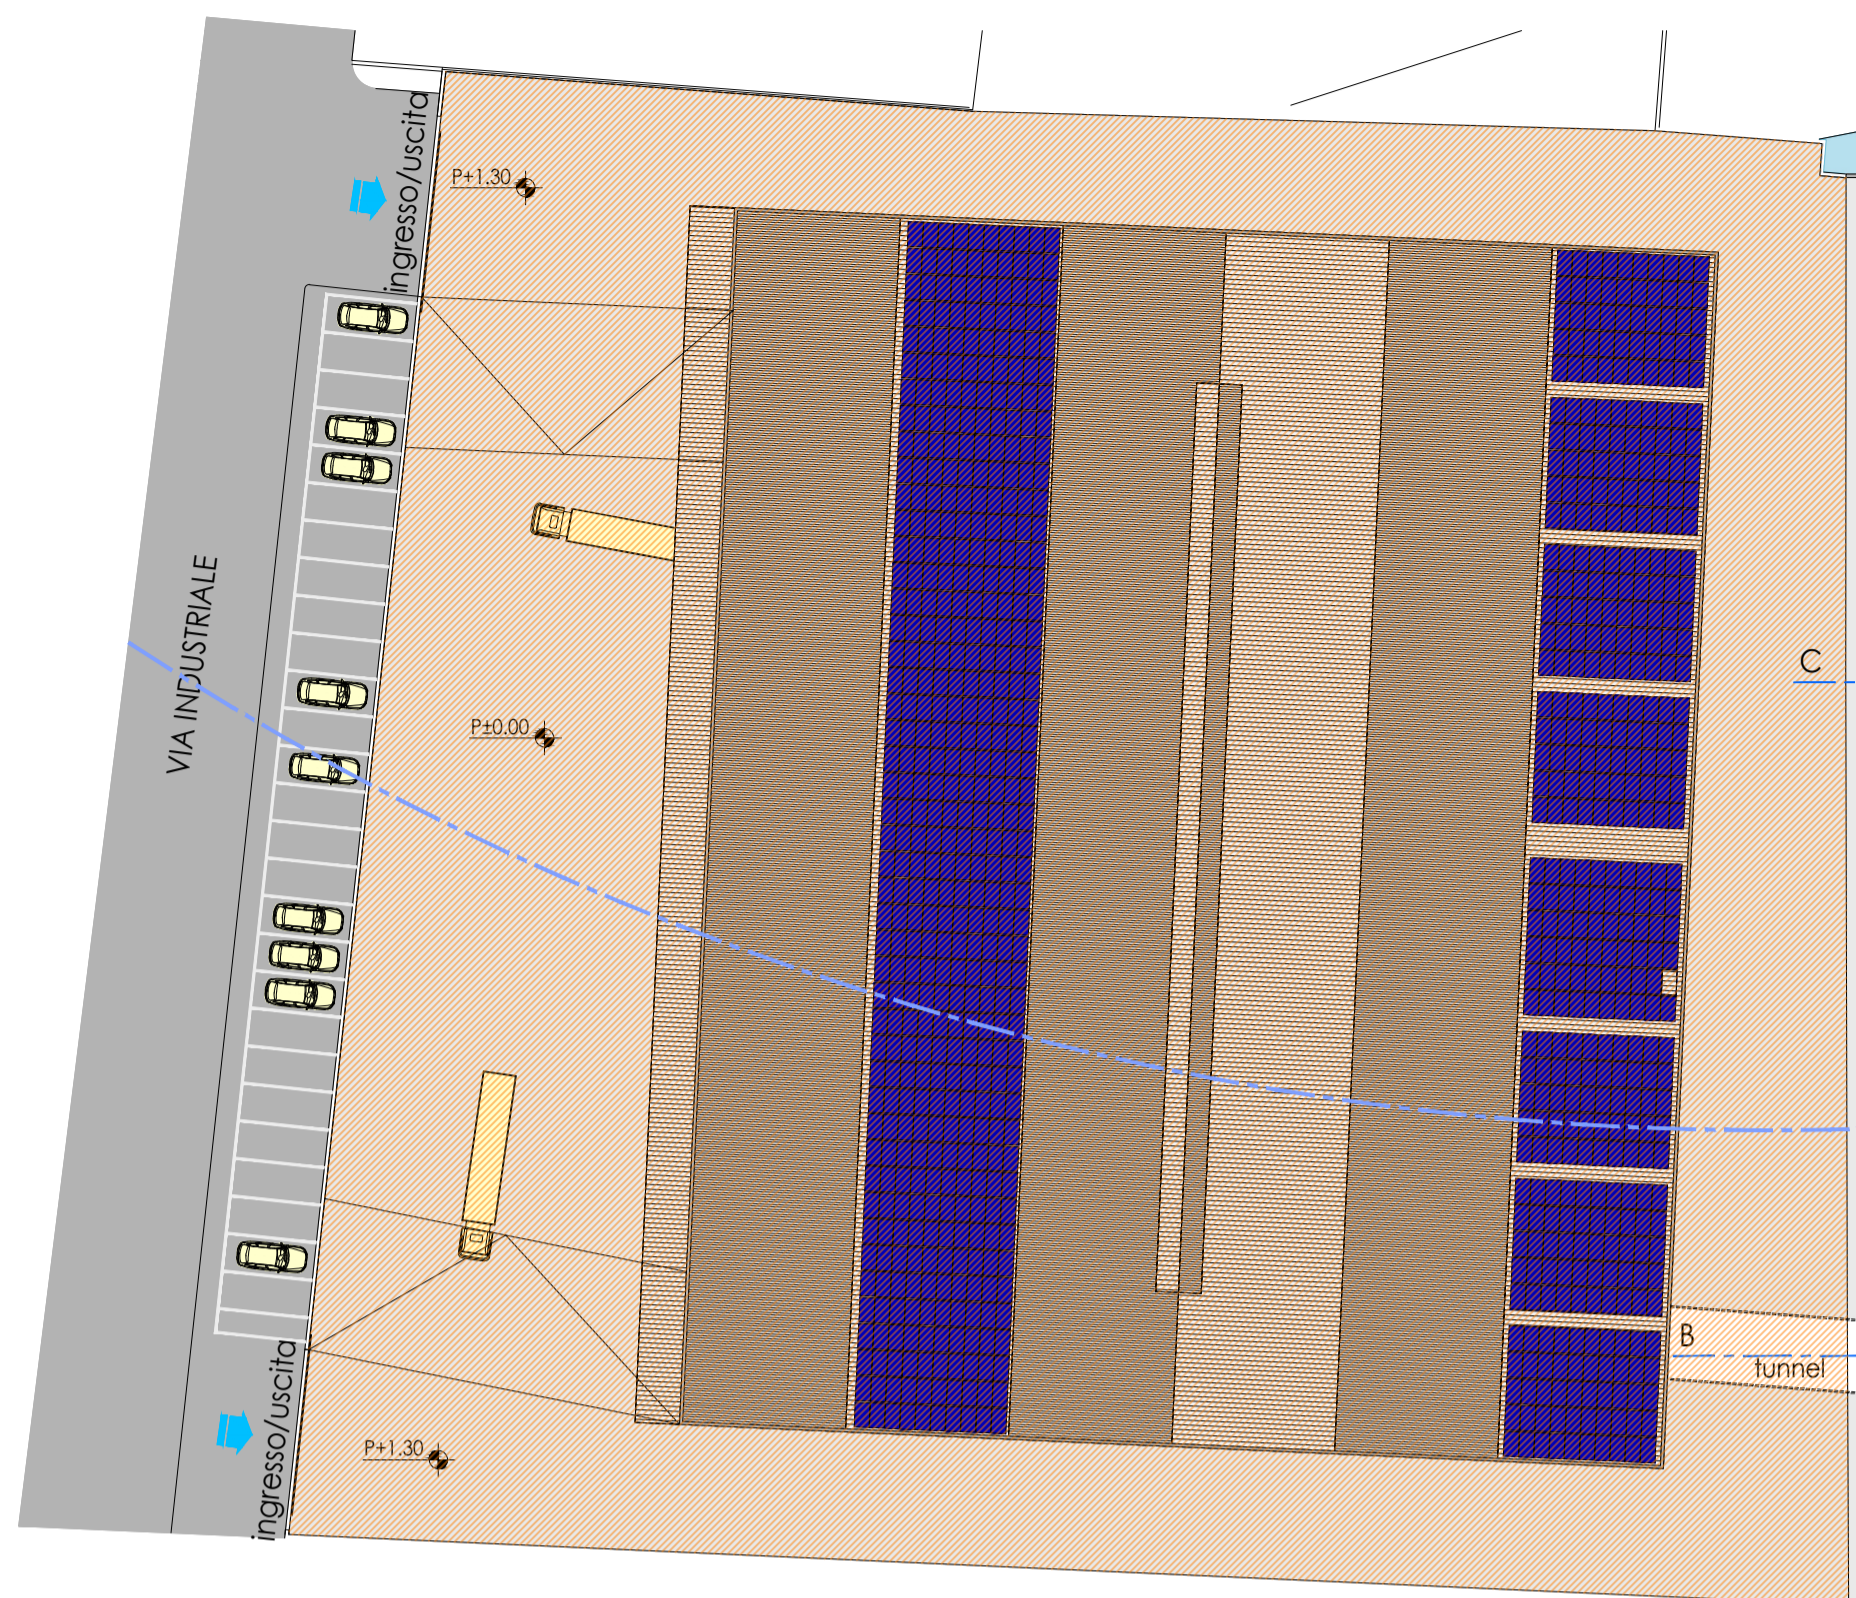 ingresso/uscita
P+1.30
VIA INDUSTRIALE
C
P±0.00
B
tunnel
ingresso/uscita
P+1.30